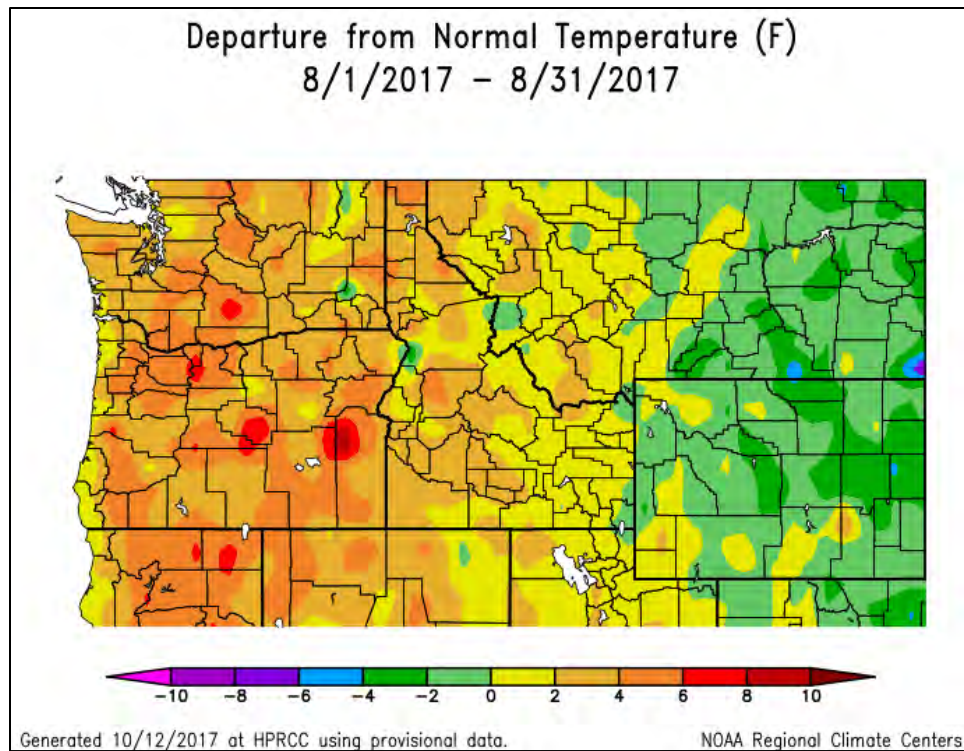 Departure from Normal Temperature (F)
8/1/2017 – 8/31/2017
-10 -8 -6 -4 -2 0 2 4 6 8 10
Generated 10/12/2017 at HPRCC using provisional data. NOAA Regional Climate Centers